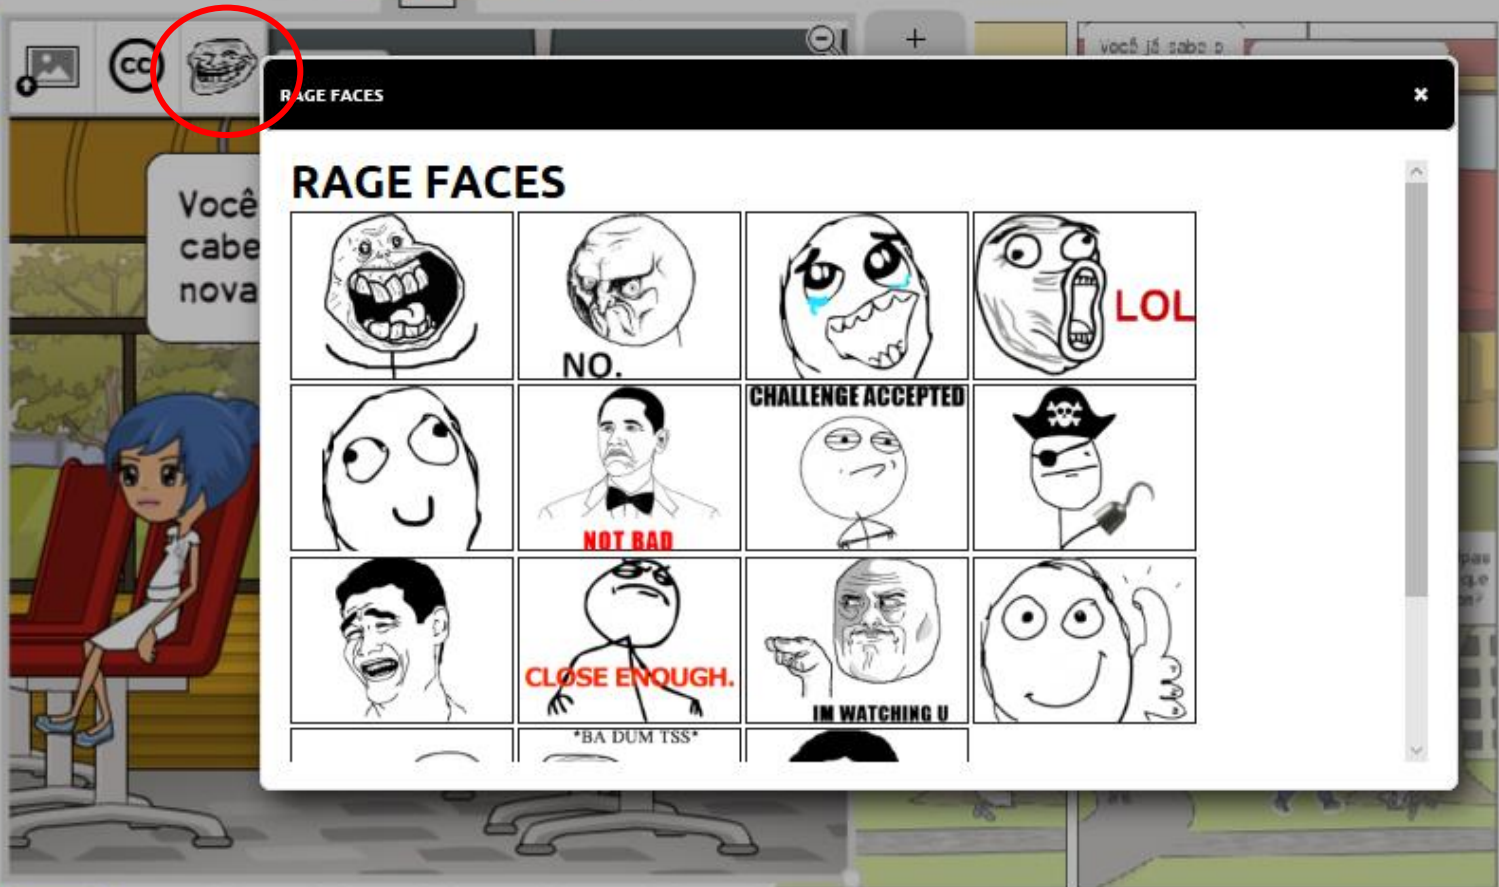 cc
Você já sabe o
RAGE FACES
Você
cabe
nova
RAGE FACES
NO.
LOL
NOT BAD
CHALLENGE ACCEPTED
CLOSE ENOUGH.
IM WATCHING U
*BA DUM TSS*